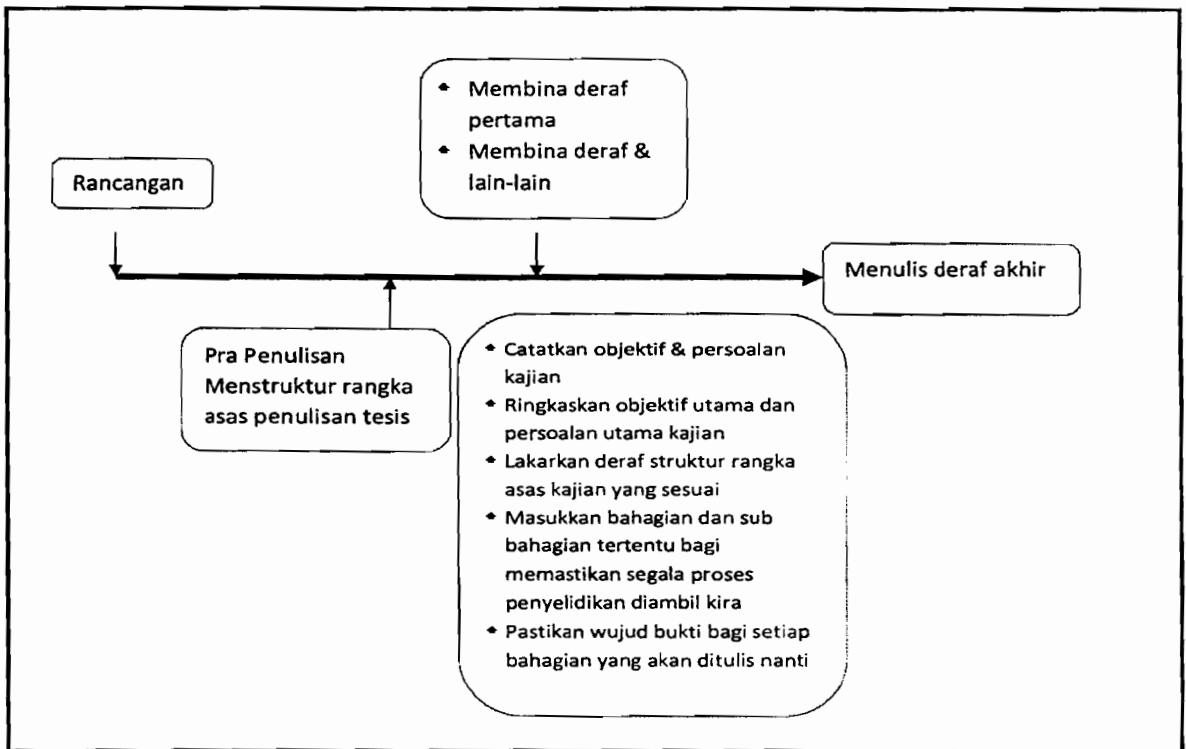 Membina deraf
pertama
Membina deraf &
lain-lain
Rancangan
Menulis deraf akhir
Pra Penulisan
Menstruktur rangka
asas penulisan tesis
Catatkan objektif & persoalan
kajian
Ringkaskan objektif utama dan
persoalan utama kajian
Lakarkan deraf struktur rangka
asas kajian yang sesuai
Masukkan bahagian dan sub
bahagian tertentu bagi
memastikan segala proses
penyelidikan diambil kira
Pastikan wujud bukti bagi setiap
bahagian yang akan ditulis nanti